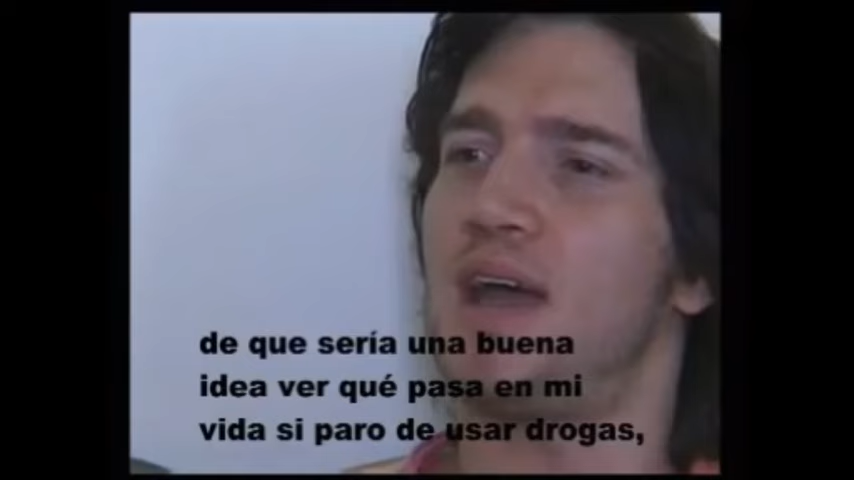 de que sería una buena
idea ver qué pasa en mi
vida si paro de usar drogas,